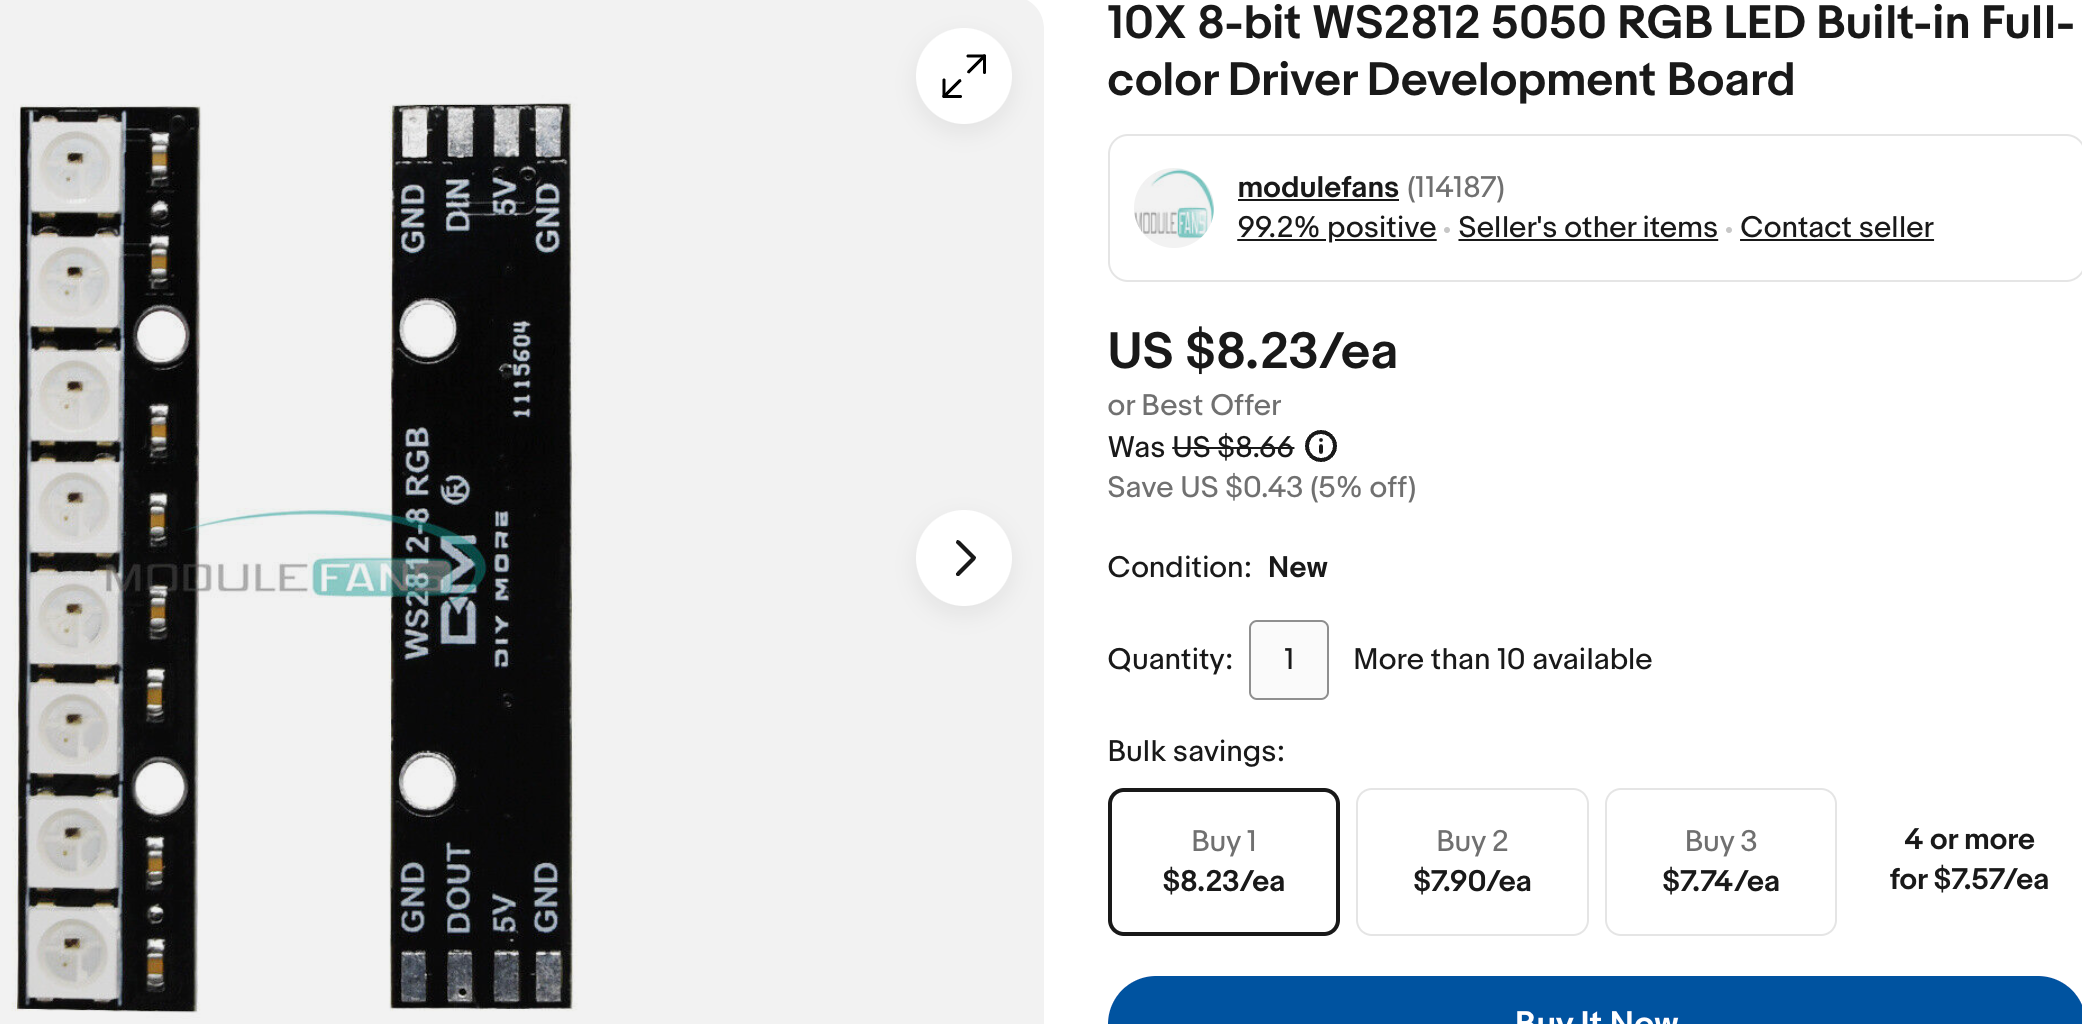 10X 8-bit WS2812 5050 RGB LED Built-in Full-
color Driver Development Board
modulefans (114187)
99.2% positive • Seller's other items • Contact seller
US $8.23/ea
or Best Offer
Was US $8.66
Save US $0.43 (5% off)
Condition: New
Quantity: 1 More than 10 available
Bulk savings:
Buy 1
$8.23/ea
Buy 2
$7.90/ea
Buy 3
$7.74/ea
4 or more
for $7.57/ea
Buy It Now
GND DIN 5V GND
1115604
WS2812-8 RGB
DM ®
DIY MORE
GND DOUT 5V GND
MODULEFANS
MODULEFANS